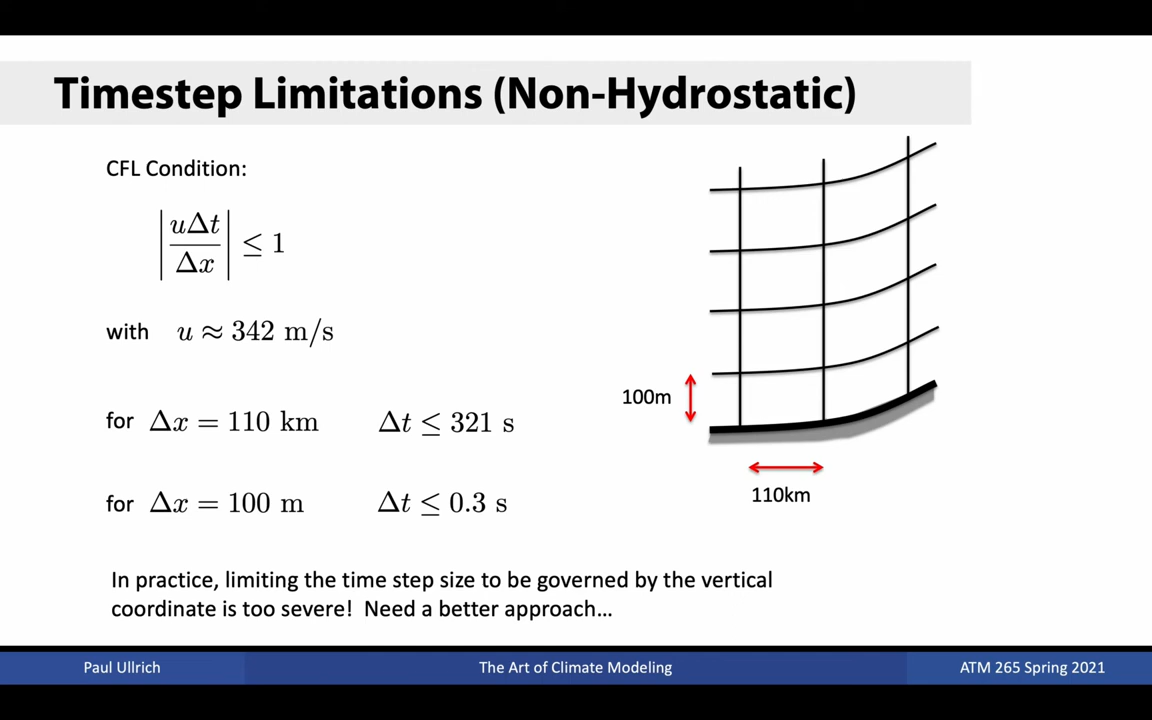 Timestep Limitations (Non-Hydrostatic)
CFL Condition:
|uΔt/Δx| ≤ 1
with u ≈ 342 m/s
for Δx = 110 km Δt ≤ 321 s
for Δx = 100 m Δt ≤ 0.3 s
100m
110km
In practice, limiting the time step size to be governed by the vertical
coordinate is too severe! Need a better approach…
Paul Ullrich
The Art of Climate Modeling
ATM 265 Spring 2021